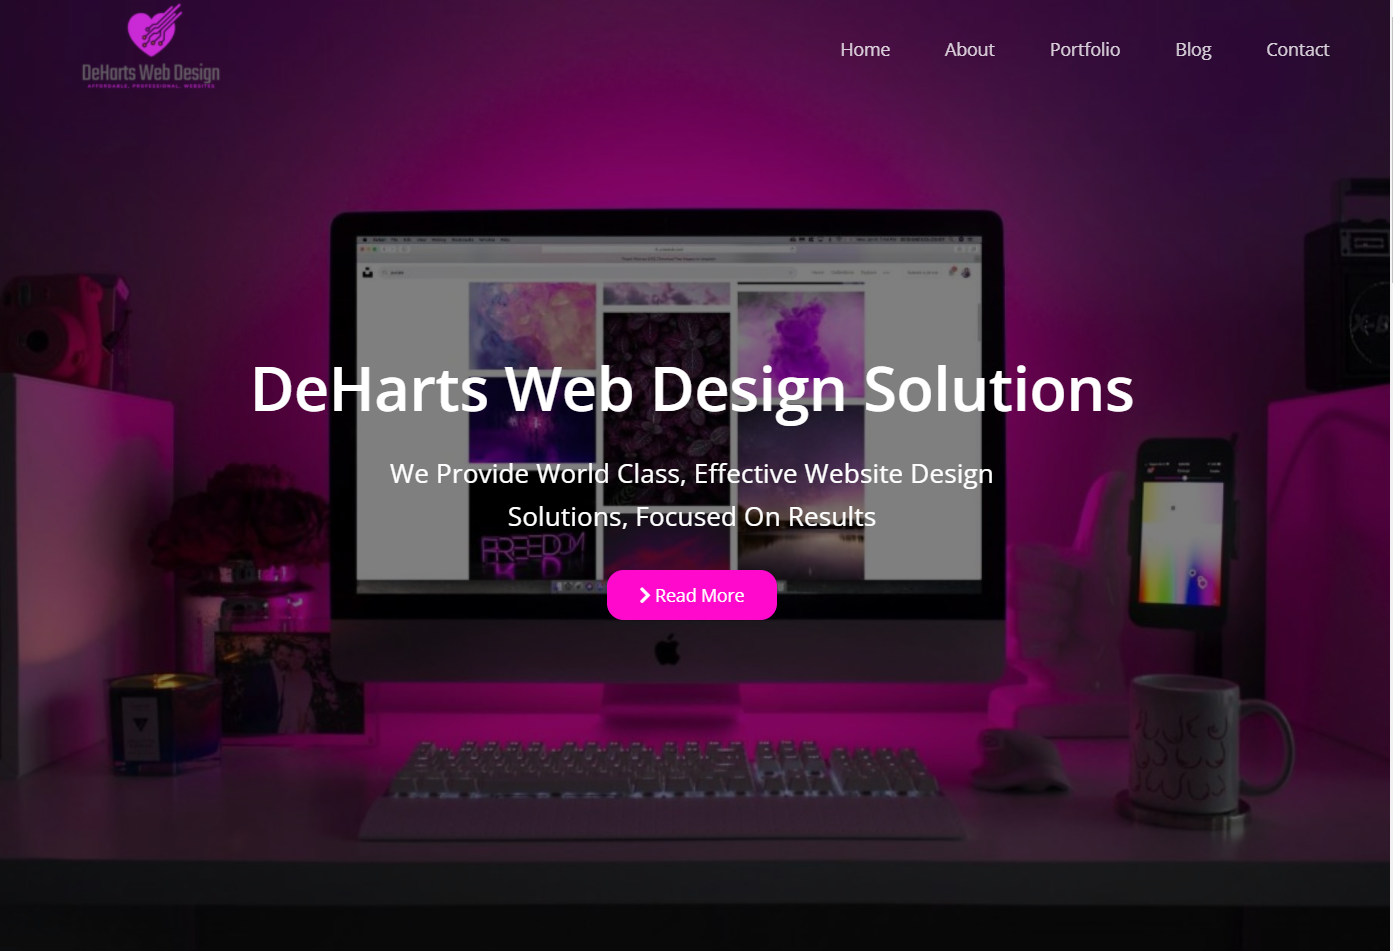 DeHarts Web Design
AFFORDABLE, PROFESSIONAL, WEBSITES
Home
About
Portfolio
Blog
Contact
DeHarts Web Design Solutions
We Provide World Class, Effective Website Design
Solutions, Focused On Results
FREEDOM
Read More